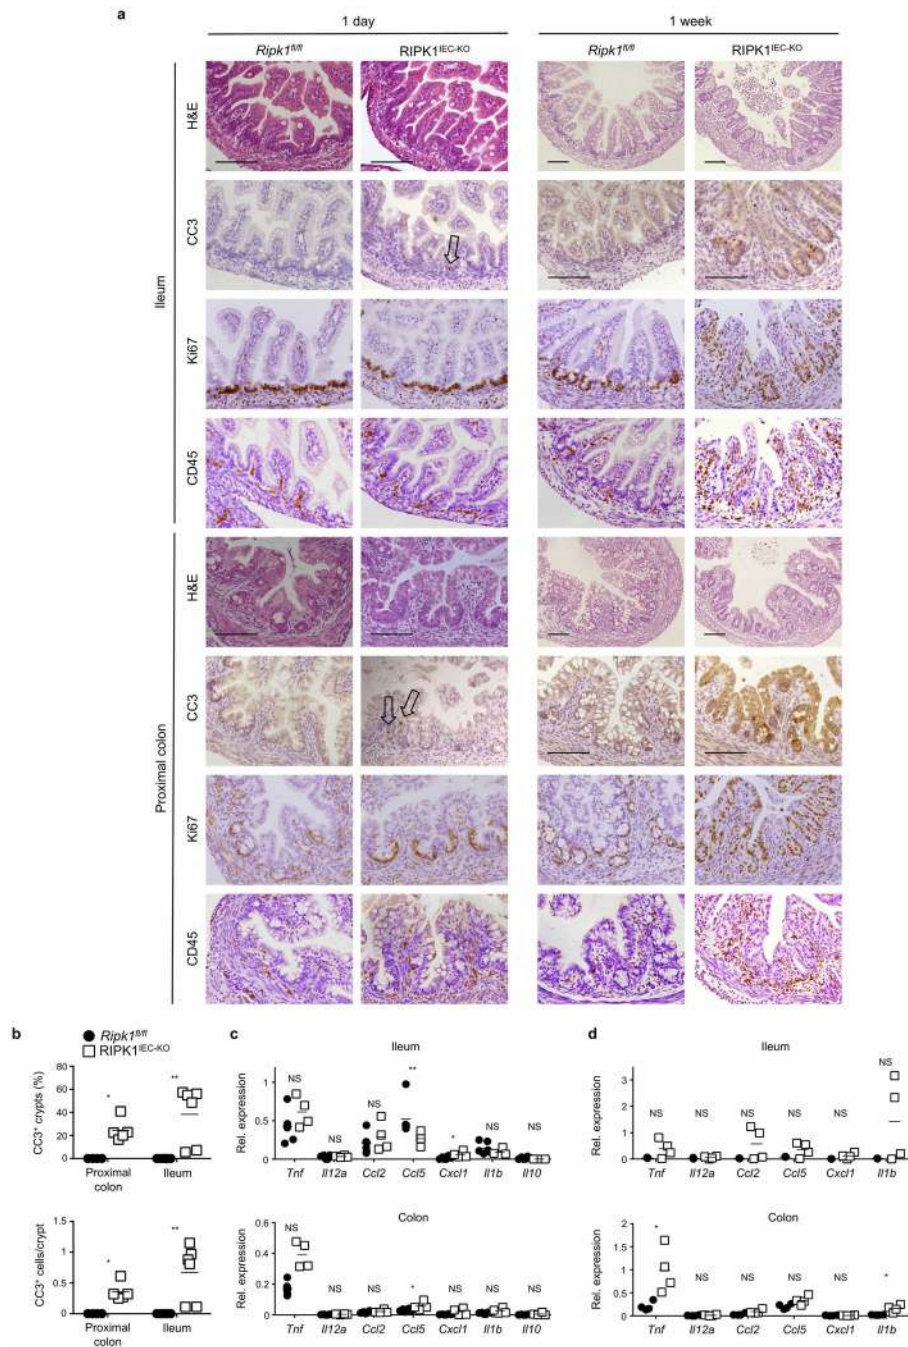 a
1 day
1 week
Ripk1fl/fl
RIPK1IEC-KO
Ripk1fl/fl
RIPK1IEC-KO
Ileum
H&E
CC3
Ki67
CD45
Proximal colon
H&E
CC3
Ki67
CD45
b
Ripk1fl/fl
RIPK1IEC-KO
CC3+ crypts (%)
80
60
40
20
0
*
**
Proximal
colon
Ileum
CC3+ cells/crypt
1.5
1
0.5
0
*
**
Proximal
colon
Ileum
c
Ileum
Rel. expression
1
0.5
0
NS
NS
NS
**
*
NS
NS
Tnf
Il12a
Ccl2
Ccl5
Cxcl1
Il1b
Il10
Colon
Rel. expression
0.6
0.4
0.2
0
NS
NS
NS
*
NS
NS
NS
Tnf
Il12a
Ccl2
Ccl5
Cxcl1
Il1b
Il10
d
Ileum
Rel. expression
3
2
1
0
NS
NS
NS
NS
NS
NS
Tnf
Il12a
Ccl2
Ccl5
Cxcl1
Il1b
Colon
Rel. expression
2
1.5
1
0.5
0
*
NS
NS
NS
NS
*
Tnf
Il12a
Ccl2
Ccl5
Cxcl1
Il1b